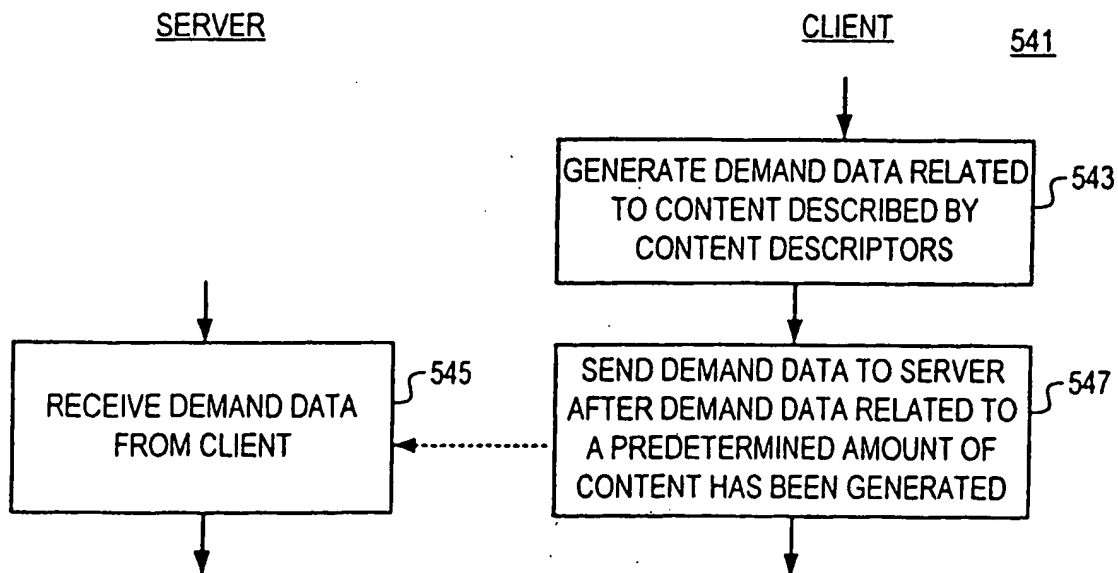 SERVER
CLIENT
541
GENERATE DEMAND DATA RELATED
TO CONTENT DESCRIBED BY
CONTENT DESCRIPTORS
543
RECEIVE DEMAND DATA
FROM CLIENT
545
SEND DEMAND DATA TO SERVER
AFTER DEMAND DATA RELATED TO
A PREDETERMINED AMOUNT OF
CONTENT HAS BEEN GENERATED
547